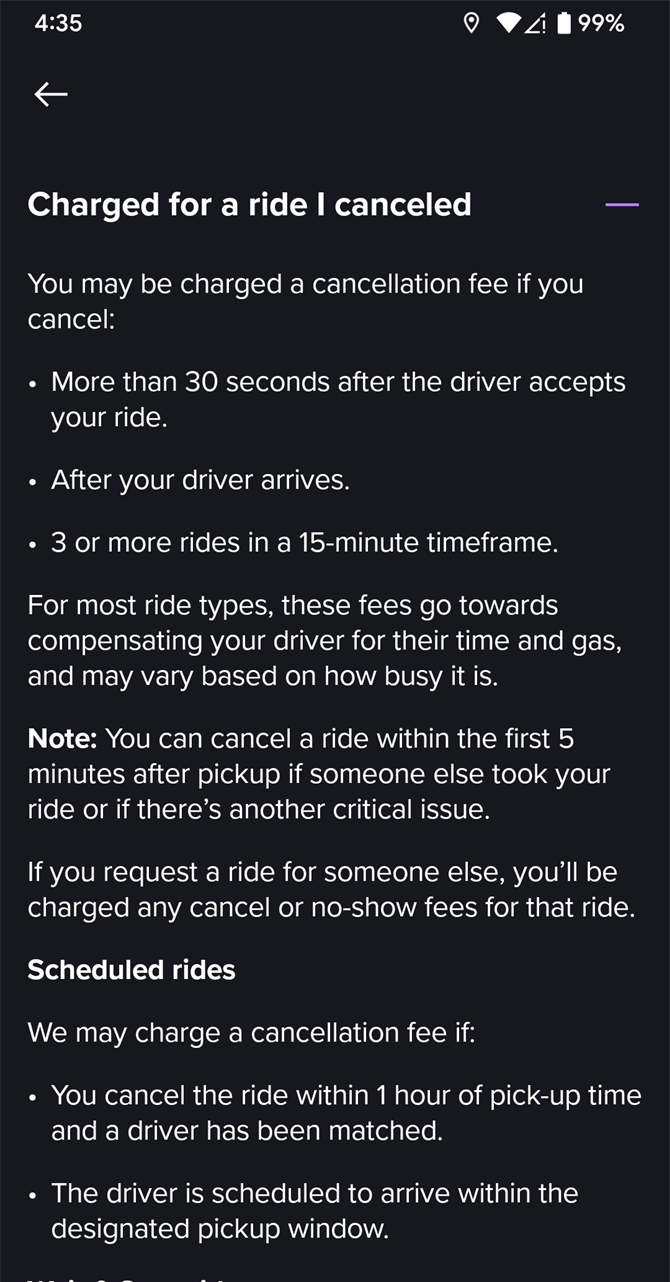 4:35
99%
Charged for a ride I canceled
You may be charged a cancellation fee if you
cancel:
• More than 30 seconds after the driver accepts
your ride.
• After your driver arrives.
• 3 or more rides in a 15-minute timeframe.
For most ride types, these fees go towards
compensating your driver for their time and gas,
and may vary based on how busy it is.
Note: You can cancel a ride within the first 5
minutes after pickup if someone else took your
ride or if there’s another critical issue.
If you request a ride for someone else, you’ll be
charged any cancel or no-show fees for that ride.
Scheduled rides
We may charge a cancellation fee if:
• You cancel the ride within 1 hour of pick-up time
and a driver has been matched.
• The driver is scheduled to arrive within the
designated pickup window.